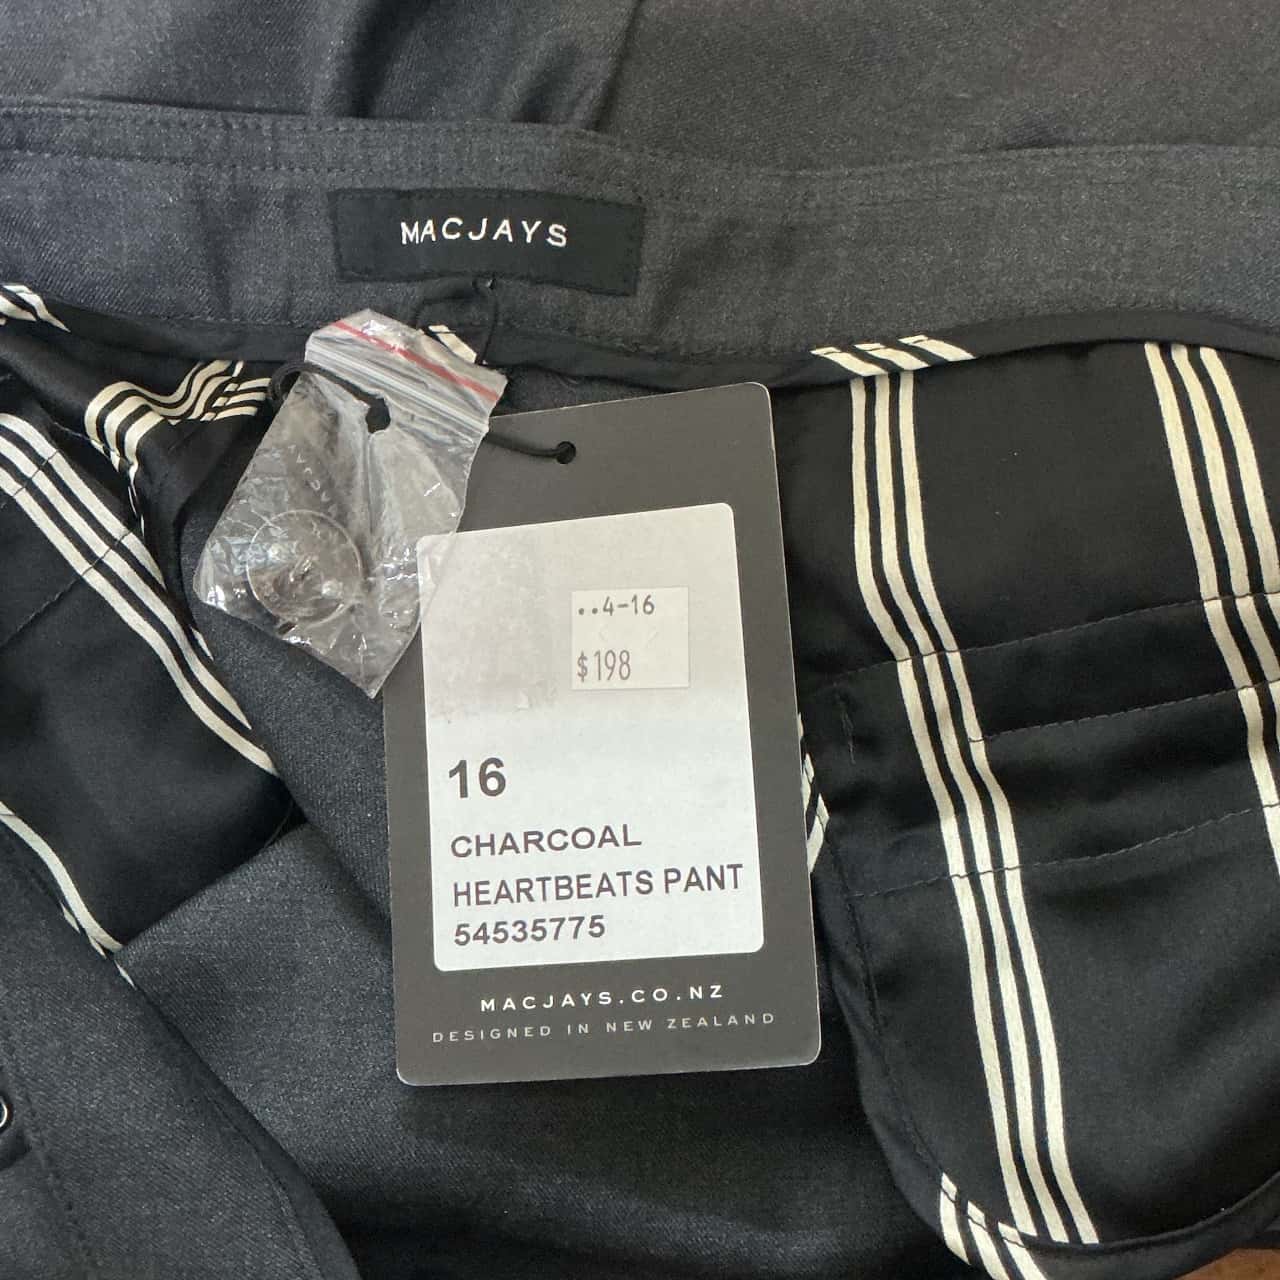 MACJAYS
..4-16
$198
16
CHARCOAL
HEARTBEATS PANT
54535775
MACJAYS.CO.NZ
DESIGNED IN NEW ZEALAND